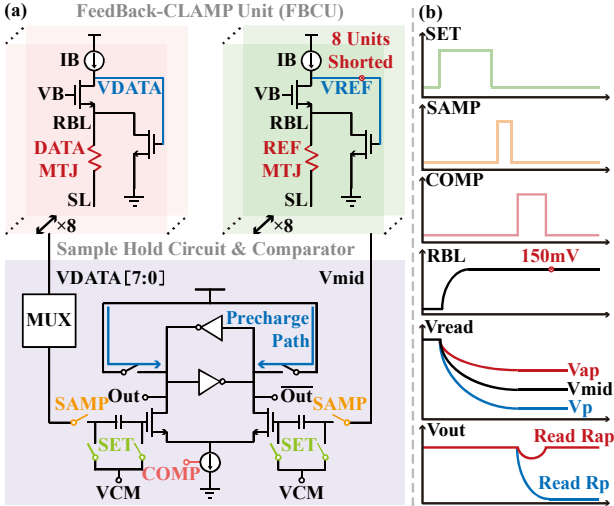 (a)
FeedBack-CLAMP Unit (FBCU)
IB
VB
VDATA
RBL
DATA
MTJ
SL
×8
IB
8 Units
Shorted
VB
VREF
RBL
REF
MTJ
SL
×8
Sample Hold Circuit & Comparator
VDATA[7:0]
Vmid
MUX
Precharge
Path
Out
Out
SAMP
SAMP
SET
SET
COMP
VCM
VCM
(b)
SET
SAMP
COMP
RBL
150mV
Vread
Vap
Vmid
Vp
Vout
Read Rap
Read Rp